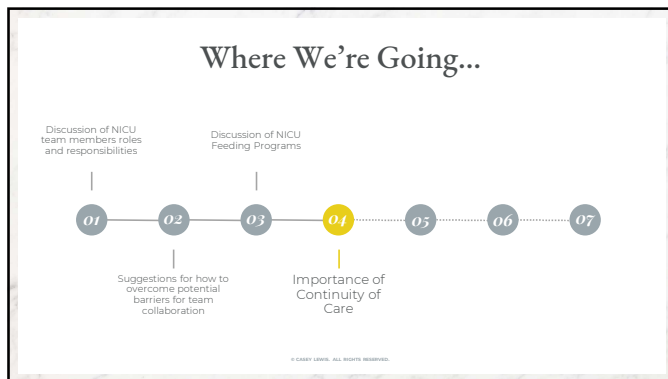 Where We're Going...
Discussion of NICU
team members roles
and responsibilities
Discussion of NICU
Feeding Programs
01
02
03
04
05
06
07
Suggestions for how to
overcome potential
barriers for team
collaboration
Importance of
Continuity of
Care
© CASEY LEWIS. ALL RIGHTS RESERVED.